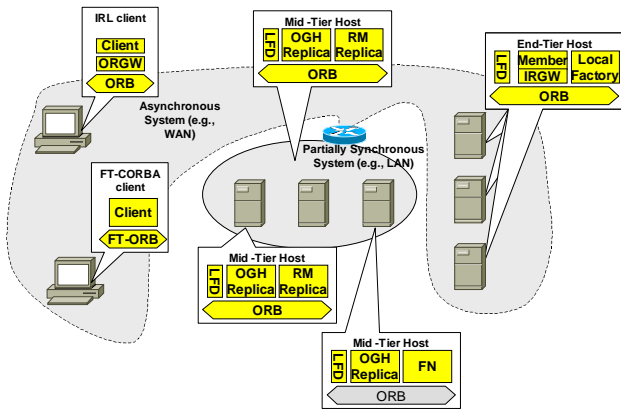 IRL client
Client
ORGW
ORB
Asynchronous
System (e.g.,
WAN)
Mid -Tier Host
LFD
OGH
Replica
RM
Replica
ORB
End-Tier Host
LFD
Member
IRGW
Local
Factory
ORB
Partially Synchronous
System (e.g., LAN)
FT-CORBA
client
Client
FT-ORB
Mid -Tier Host
LFD
OGH
Replica
RM
Replica
ORB
Mid -Tier Host
LFD
OGH
Replica
FN
ORB